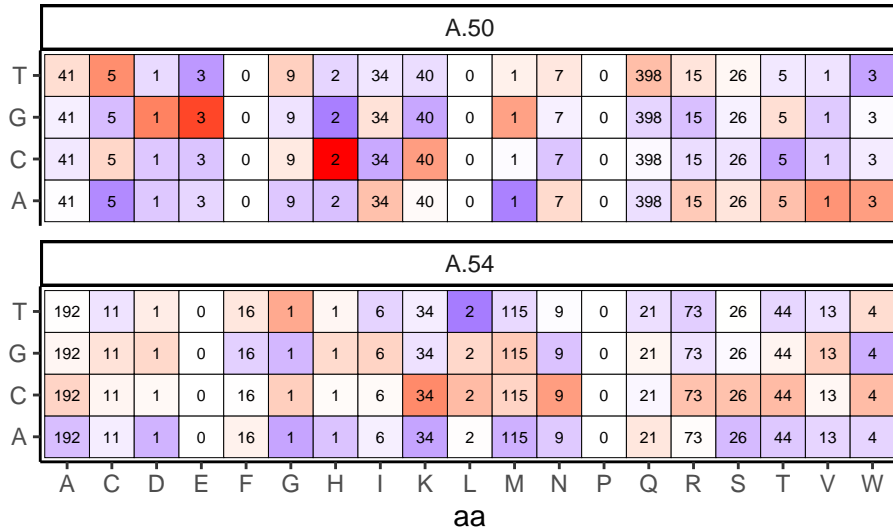 A.50
T 41 5 1 3 0 9 2 34 40 0 1 7 0 398 15 26 5 1 3
G 41 5 1 3 0 9 2 34 40 0 1 7 0 398 15 26 5 1 3
C 41 5 1 3 0 9 2 34 40 0 1 7 0 398 15 26 5 1 3
A 41 5 1 3 0 9 2 34 40 0 1 7 0 398 15 26 5 1 3
A.54
T 192 11 1 0 16 1 1 6 34 2 115 9 0 21 73 26 44 13 4
G 192 11 1 0 16 1 1 6 34 2 115 9 0 21 73 26 44 13 4
C 192 11 1 0 16 1 1 6 34 2 115 9 0 21 73 26 44 13 4
A 192 11 1 0 16 1 1 6 34 2 115 9 0 21 73 26 44 13 4
A C D E F G H I K L M N P Q R S T V W
aa